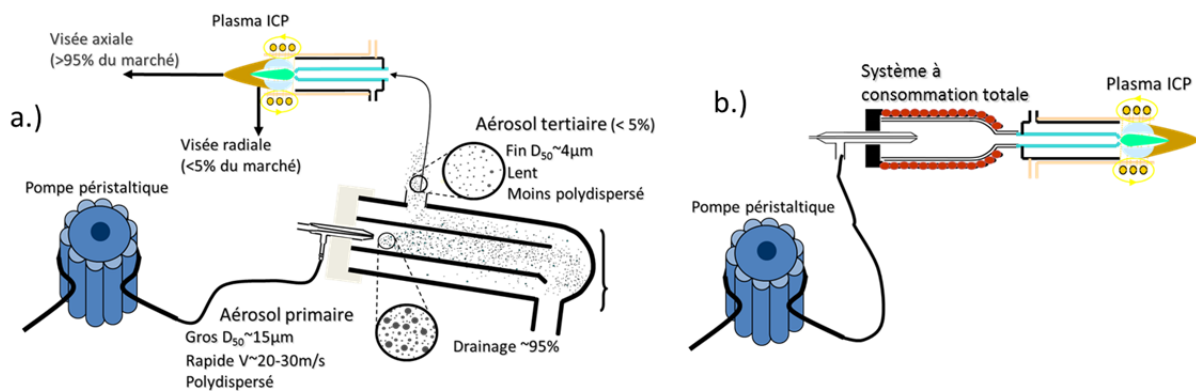 a.)
Plasma ICP
Visée axiale
(>95% du marché)
Visée radiale
(<5% du marché)
Pompe péristaltique
Aérosol tertiaire (< 5%)
Fin D50~4µm
Lent
Moins polydispersé
Aérosol primaire
Gros D50~15µm
Rapide V~20-30m/s
Polydispersé
Drainage ~95%
b.)
Système à
consommation totale
Plasma ICP
Pompe péristaltique